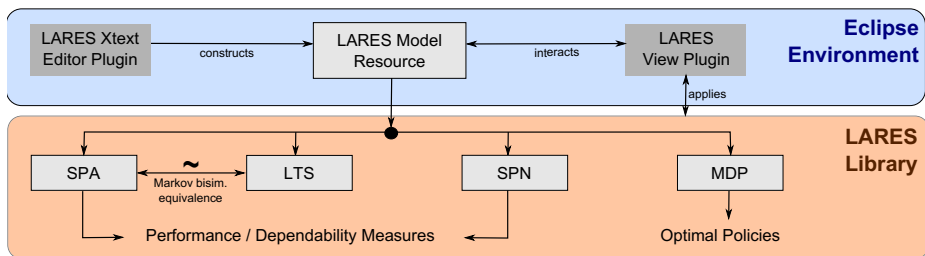 LARES Xtext
Editor Plugin
constructs
LARES Model
Resource
interacts
LARES
View Plugin
Eclipse
Environment
applies
LARES
Library
SPA
~
Markov bisim.
equivalence
LTS
SPN
MDP
Performance / Dependability Measures
Optimal Policies